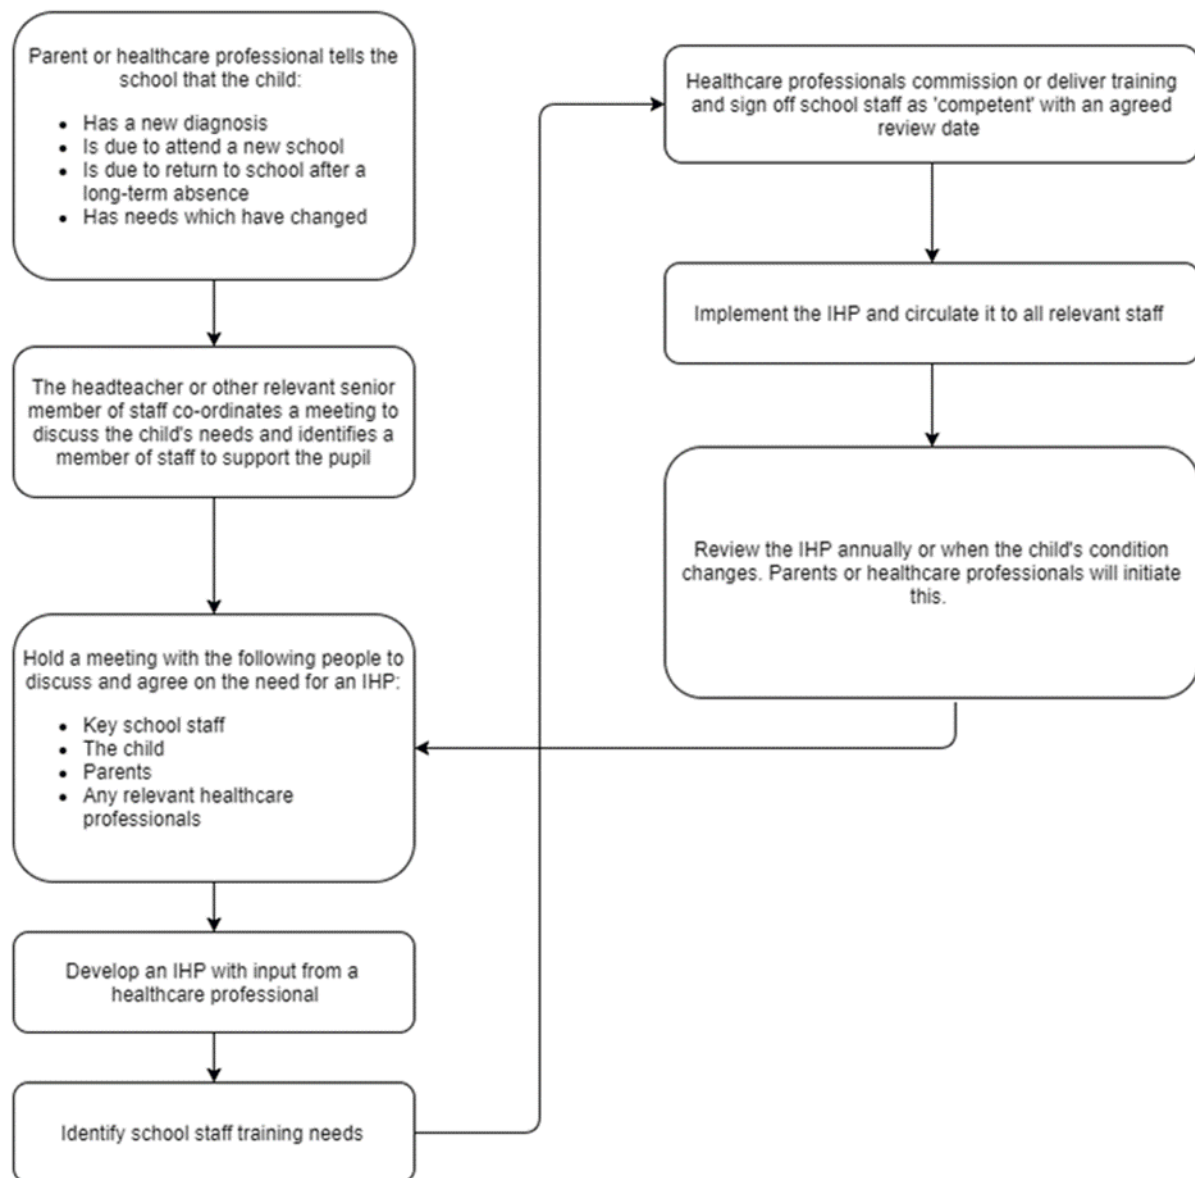 Parent or healthcare professional tells the
school that the child:
• Has a new diagnosis
• Is due to attend a new school
• Is due to return to school after a
long-term absence
• Has needs which have changed
The headteacher or other relevant senior
member of staff co-ordinates a meeting to
discuss the child's needs and identifies a
member of staff to support the pupil
Hold a meeting with the following people to
discuss and agree on the need for an IHP:
• Key school staff
• The child
• Parents
• Any relevant healthcare
professionals
Develop an IHP with input from a
healthcare professional
Identify school staff training needs
Healthcare professionals commission or deliver training
and sign off school staff as 'competent' with an agreed
review date
Implement the IHP and circulate it to all relevant staff
Review the IHP annually or when the child's condition
changes. Parents or healthcare professionals will initiate
this.